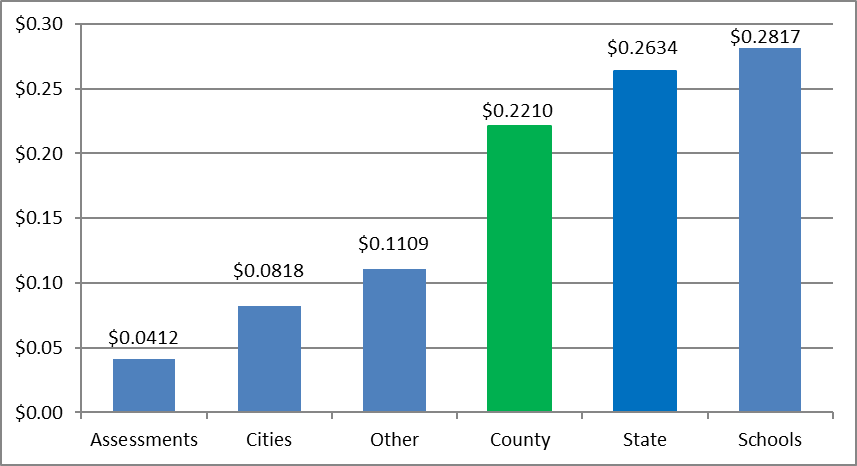 $0.30
$0.25
$0.20
$0.15
$0.10
$0.05
$0.00
$0.0412
$0.0818
$0.1109
$0.2210
$0.2634
$0.2817
Assessments
Cities
Other
County
State
Schools